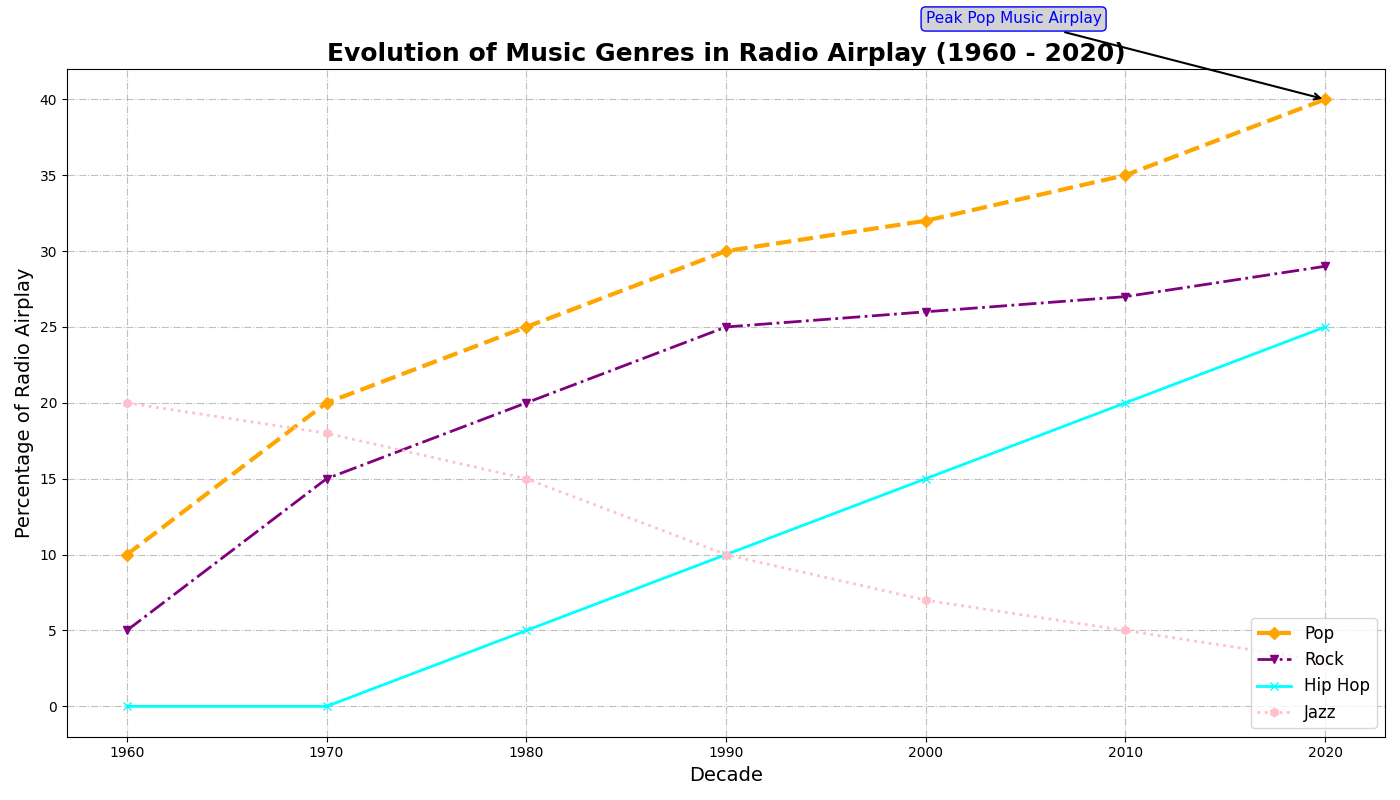 Peak Pop Music Airplay
Evolution of Music Genres in Radio Airplay (1960 - 2020)
Percentage of Radio Airplay
40
35
30
25
20
15
10
5
0
Pop
Rock
Hip Hop
Jazz
1960 1970 1980 1990 2000 2010 2020
Decade